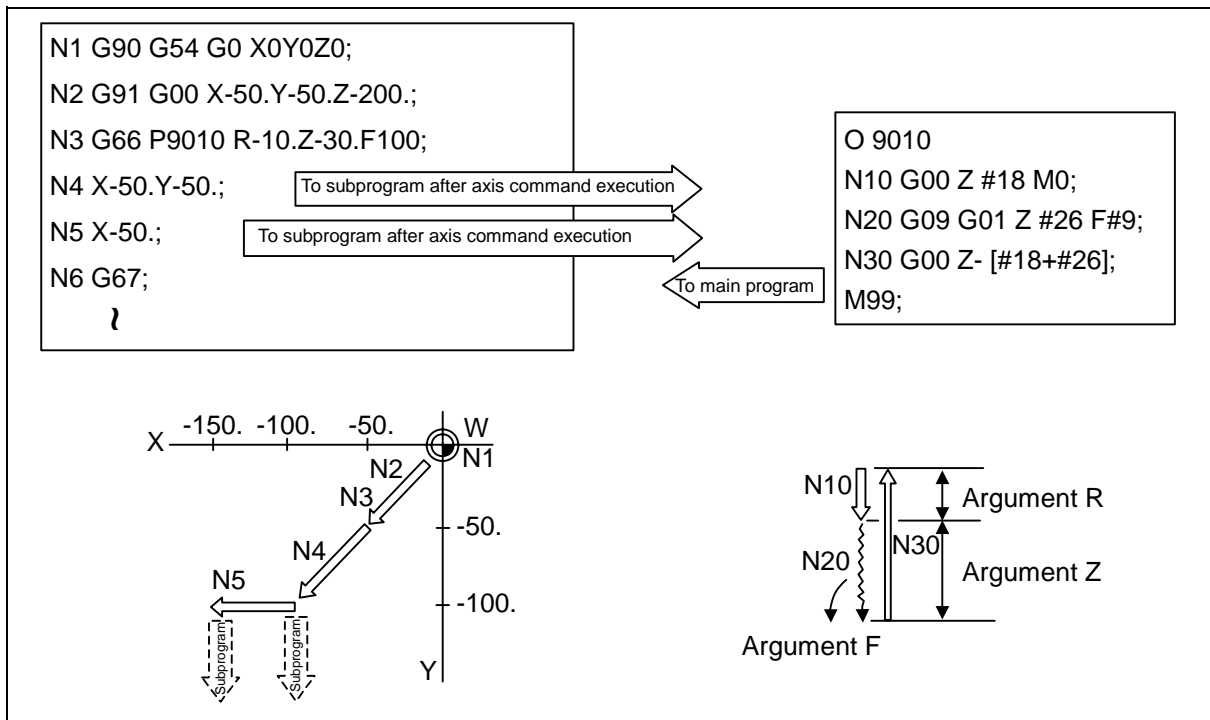 N1 G90 G54 G0 X0Y0Z0;
N2 G91 G00 X-50.Y-50.Z-200.;
N3 G66 P9010 R-10.Z-30.F100;
N4 X-50.Y-50.;
N5 X-50.;
N6 G67;
~
To subprogram after axis command execution
To subprogram after axis command execution
To main program
O 9010
N10 G00 Z #18 M0;
N20 G09 G01 Z #26 F#9;
N30 G00 Z- [#18+#26];
M99;
X
-150.
-100.
-50.
W
N1
N2
N3
-50.
N4
N5
-100.
Subprogram
Subprogram
Y
N10
Argument R
N20
N30
Argument Z
Argument F